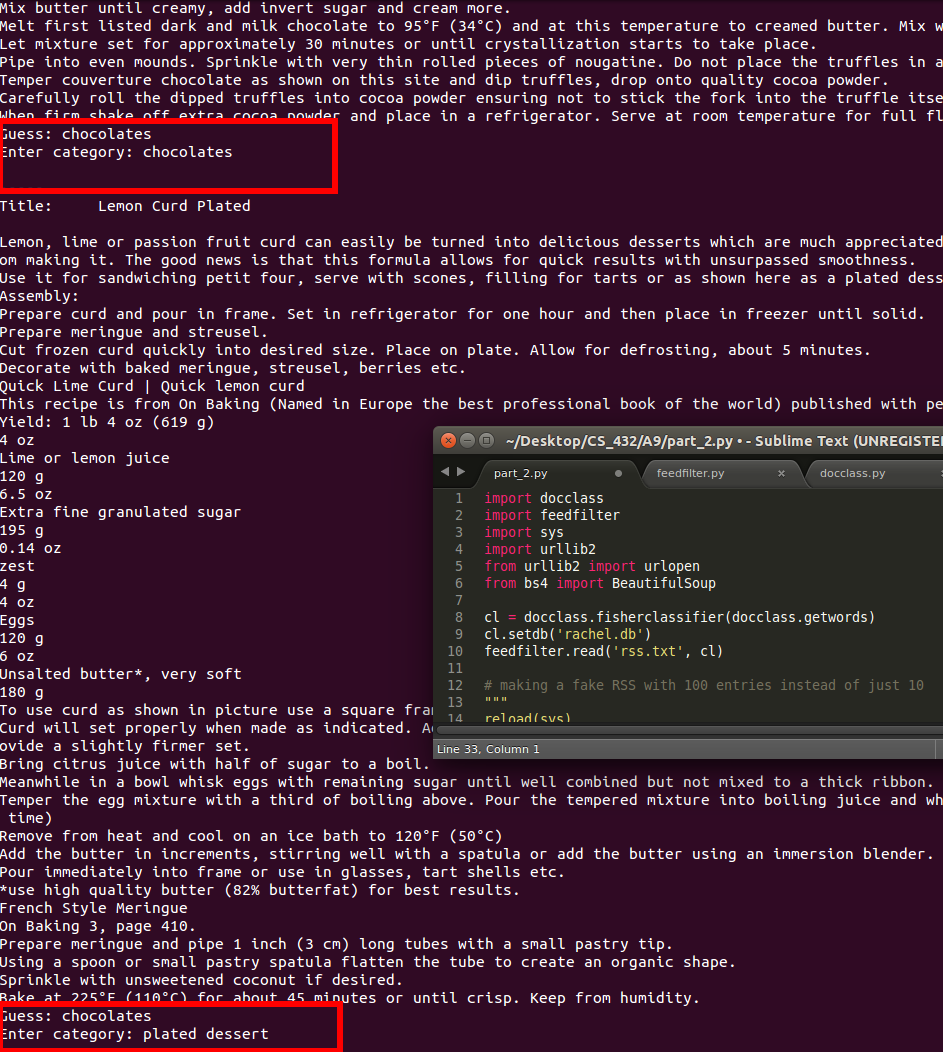 Mix butter until creamy, add invert sugar and cream more.
Melt first listed dark and milk chocolate to 95°F (34°C) and at this temperature to creamed butter. Mix w
Let mixture set for approximately 30 minutes or until crystallization starts to take place.
Pipe into even mounds. Sprinkle with very thin rolled pieces of nougatine. Do not place the truffles in a
Temper couverture chocolate as shown on this site and dip truffles, drop onto quality cocoa powder.
Carefully roll the dipped truffles into cocoa powder ensuring not to stick the fork into the truffle itse
When firm shake off extra cocoa powder and place in a refrigerator. Serve at room temperature for full fl
Guess: chocolates
Enter category: chocolates
Title: Lemon Curd Plated
Lemon, lime or passion fruit curd can easily be turned into delicious desserts which are much appreciated
om making it. The good news is that this formula allows for quick results with unsurpassed smoothness.
Use it for sandwiching petit four, serve with scones, filling for tarts or as shown here as a plated dess
Assembly:
Prepare curd and pour in frame. Set in refrigerator for one hour and then place in freezer until solid.
Prepare meringue and streusel.
Cut frozen curd quickly into desired size. Place on plate. Allow for defrosting, about 5 minutes.
Decorate with baked meringue, streusel, berries etc.
Quick Lime Curd | Quick lemon curd
This recipe is from On Baking (Named in Europe the best professional book of the world) published with pe
Yield: 1 lb 4 oz (619 g)
4 oz
Lime or lemon juice
120 g
6.5 oz
Extra fine granulated sugar
195 g
0.14 oz
zest
4 g
4 oz
Eggs
120 g
6 oz
Unsalted butter*, very soft
180 g
To use curd as shown in picture use a square fra
Curd will set properly when made as indicated. A
ovide a slightly firmer set.
Bring citrus juice with half of sugar to a boil.
Meanwhile in a bowl whisk eggs with remaining sugar until well combined but not mixed to a thick ribbon.
Temper the egg mixture with a third of boiling above. Pour the tempered mixture into boiling juice and wh
time)
Remove from heat and cool on an ice bath to 120°F (50°C)
Add the butter in increments, stirring well with a spatula or add the butter using an immersion blender.
Pour immediately into frame or use in glasses, tart shells etc.
*use high quality butter (82% butterfat) for best results.
French Style Meringue
On Baking 3, page 410.
Prepare meringue and pipe 1 inch (3 cm) long tubes with a small pastry tip.
Using a spoon or small pastry spatula flatten the tube to create an organic shape.
Sprinkle with unsweetened coconut if desired.
Bake at 225°F (110°C) for about 45 minutes or until crisp. Keep from humidity.
Guess: chocolates
Enter category: plated dessert
~/Desktop/CS_432/A9/part_2.py • - Sublime Text (UNREGISTE
part_2.py feedfilter.py docclass.py
1 import docclass
2 import feedfilter
3 import sys
4 import urllib2
5 from urllib2 import urlopen
6 from bs4 import BeautifulSoup
7
8 cl = docclass.fisherclassifier(docclass.getwords)
9 cl.setdb('rachel.db')
10 feedfilter.read('rss.txt', cl)
11
12 # making a fake RSS with 100 entries instead of just 10
13 """
14 reload(sys)
Line 33, Column 1